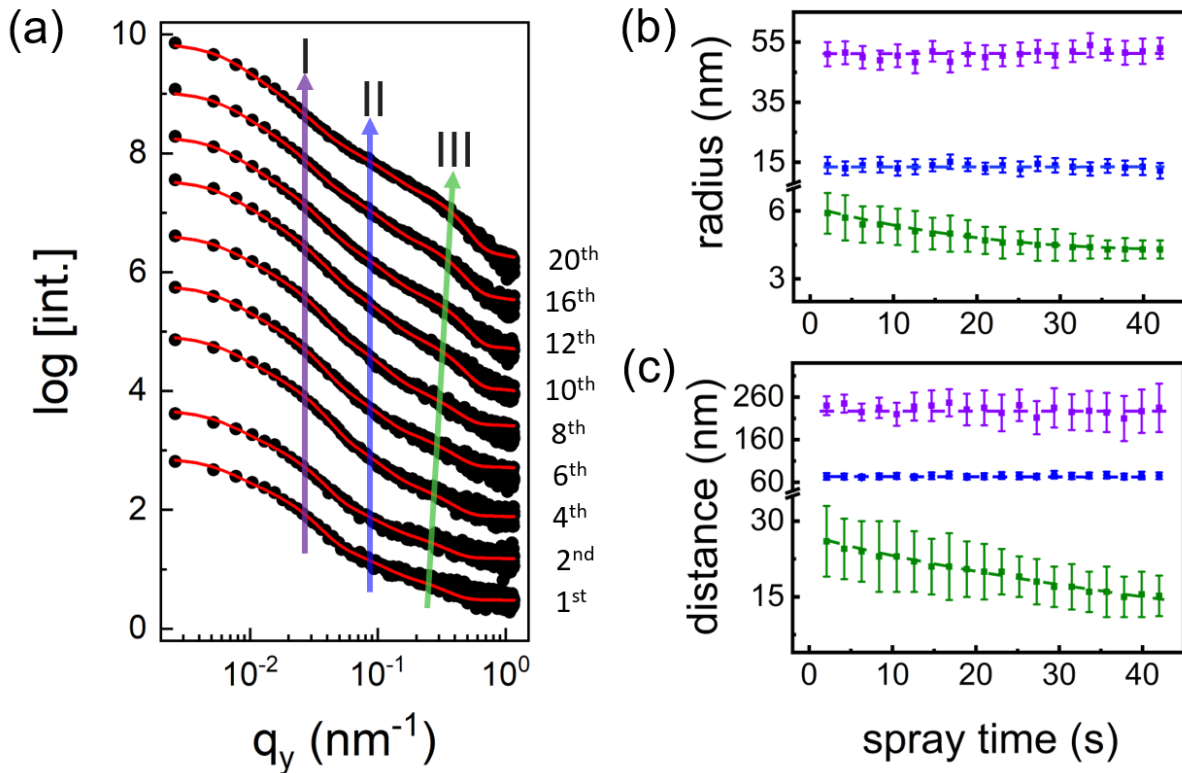 (a)
10
8
6
4
2
0
log [int.]
I
II
III
20th
16th
12th
10th
8th
6th
4th
2nd
1st
10-2
10-1
100
qy (nm-1)
(b)
55
35
15
6
3
radius (nm)
0
10
20
30
40
(c)
260
160
60
30
15
distance (nm)
0
10
20
30
40
spray time (s)